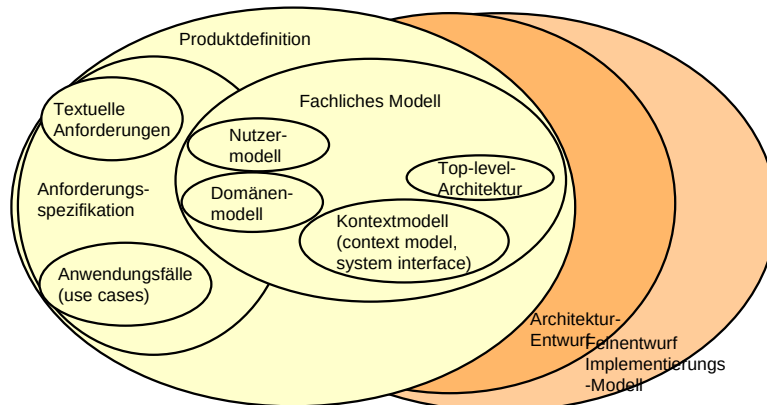 Produktdefinition
Textuelle
Anforderungen
Fachliches Modell
Nutzer-
modell
Top-level-
Architektur
Anforderungs-
spezifikation
Domänen-
modell
Kontextmodell
(context model,
system interface)
Anwendungsfälle
(use cases)
Architektur-
Entwurf
Feinentwurf
Implementierungs
-Modell